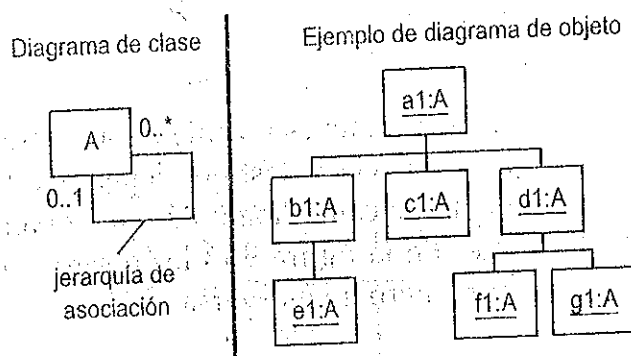 Diagrama de clase
A
0..*
0..1
jerarquía de
asociación
Ejemplo de diagrama de objeto
a1:A
b1:A
c1:A
d1:A
e1:A
f1:A
g1:A